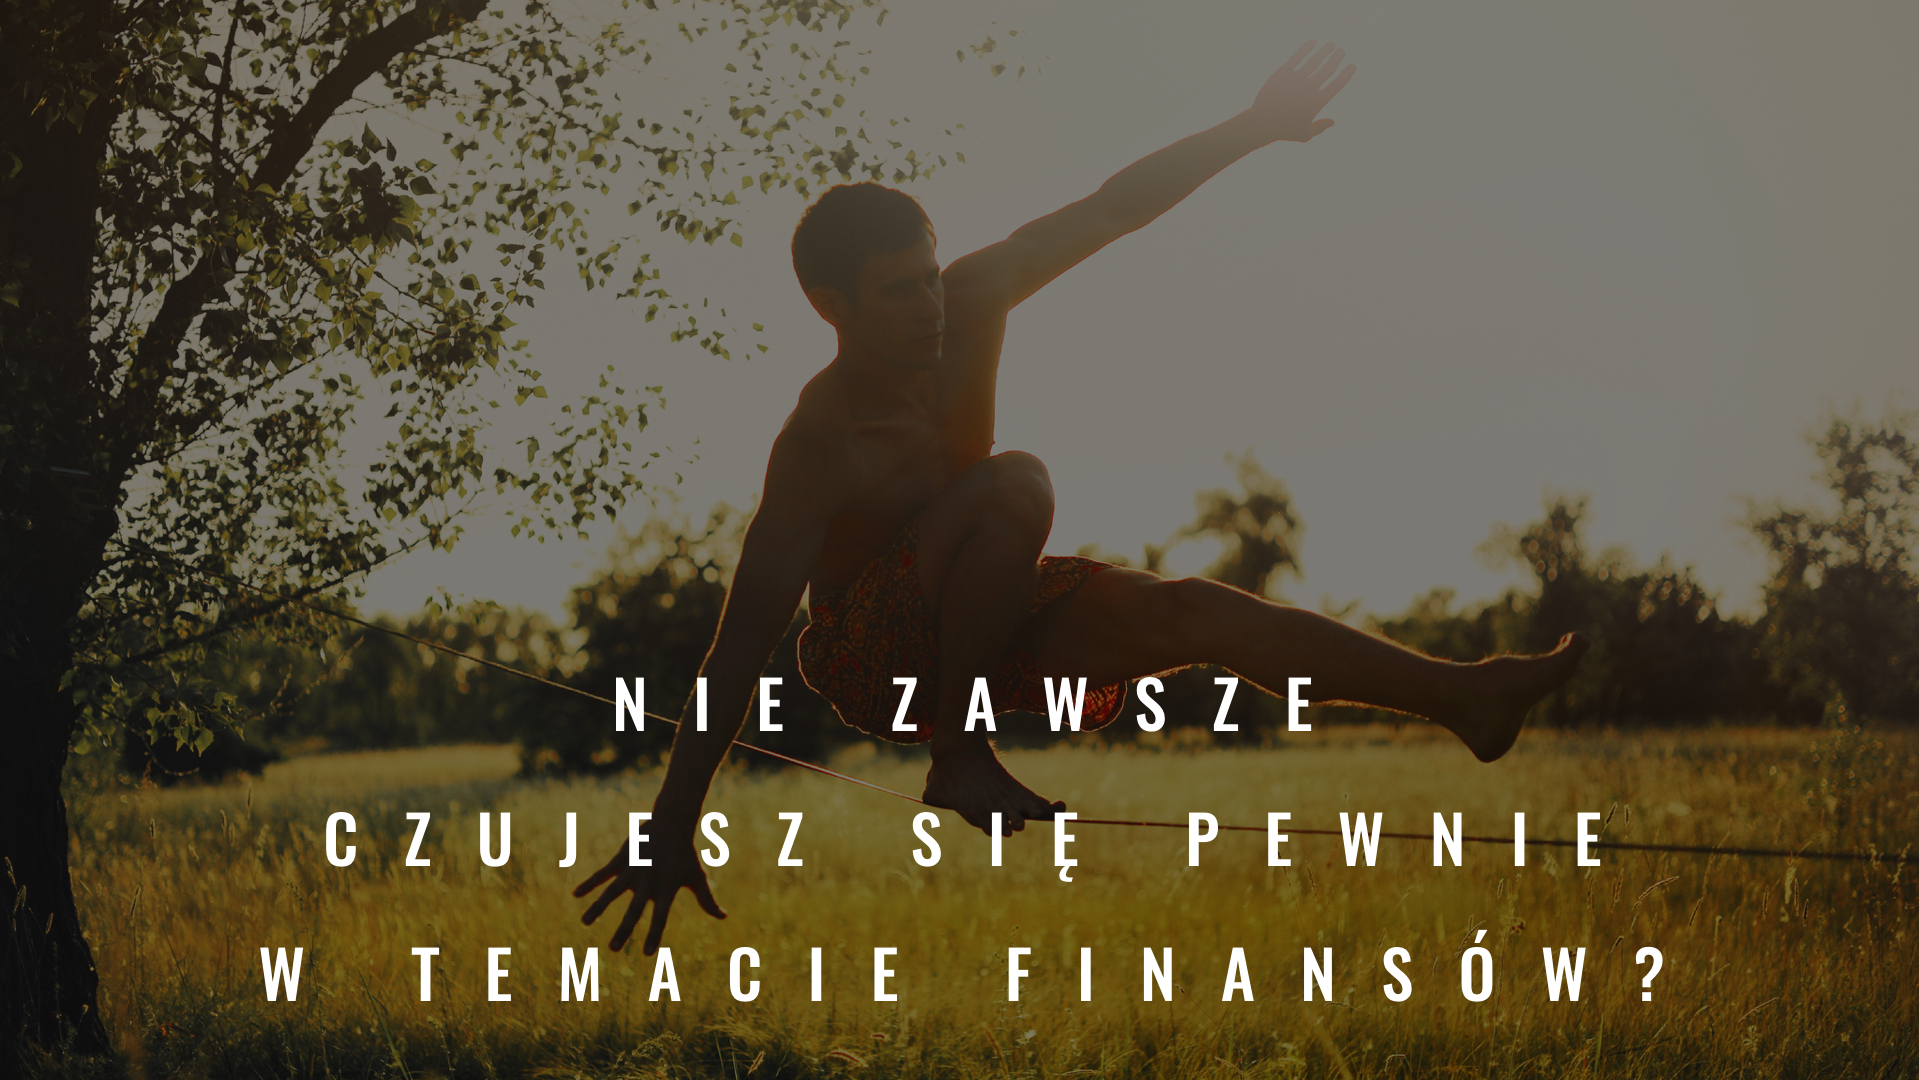 NIE ZAWSZE
CZUJESZ SIĘ PEWNIE
W TEMACIE FINANSÓW?